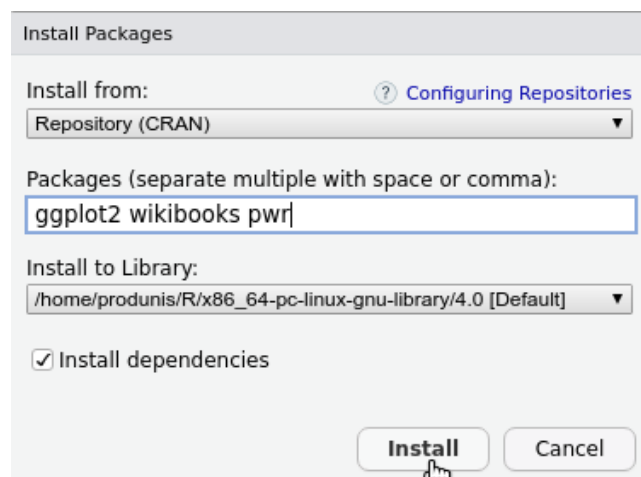 Install Packages
Install from:
? Configuring Repositories
Repository (CRAN)
Packages (separate multiple with space or comma):
ggplot2 wikibooks pwr
Install to Library:
/home/produnis/R/x86_64-pc-linux-gnu-library/4.0 [Default]
Install dependencies
Install
Cancel